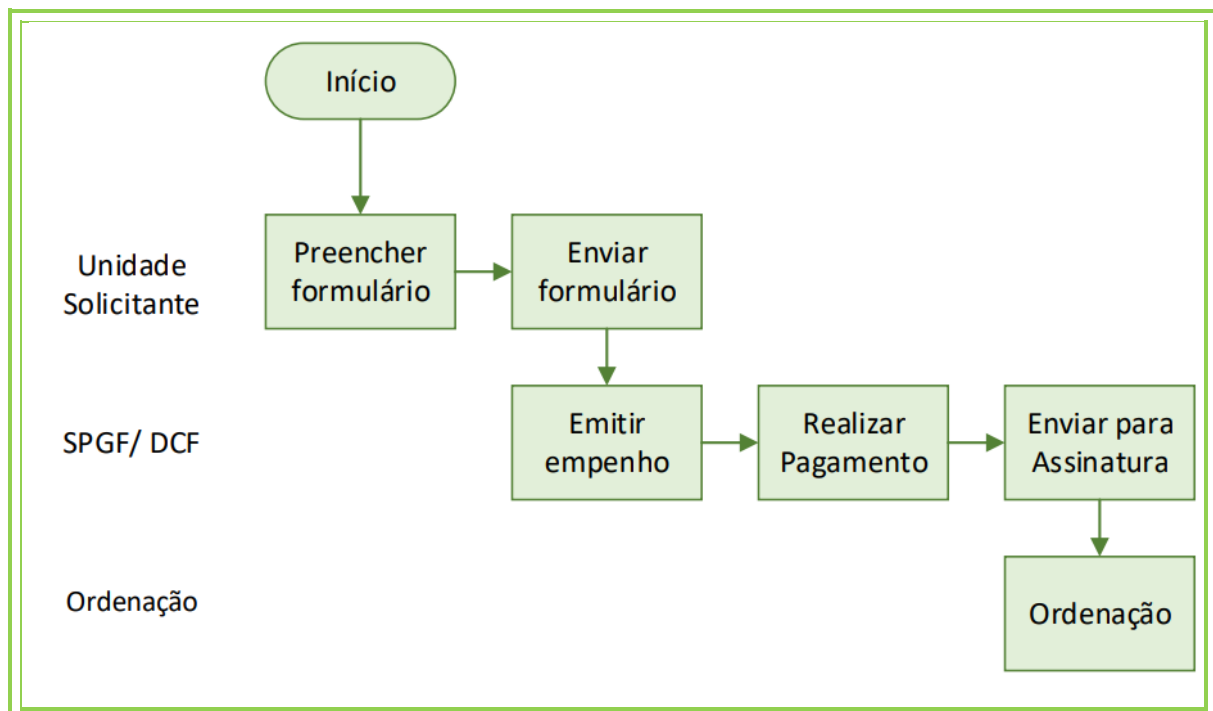 Início
Unidade
Solicitante
Preencher
formulário
Enviar
formulário
SPGF/ DCF
Emitir
empenho
Realizar
Pagamento
Enviar para
Assinatura
Ordenação
Ordenação